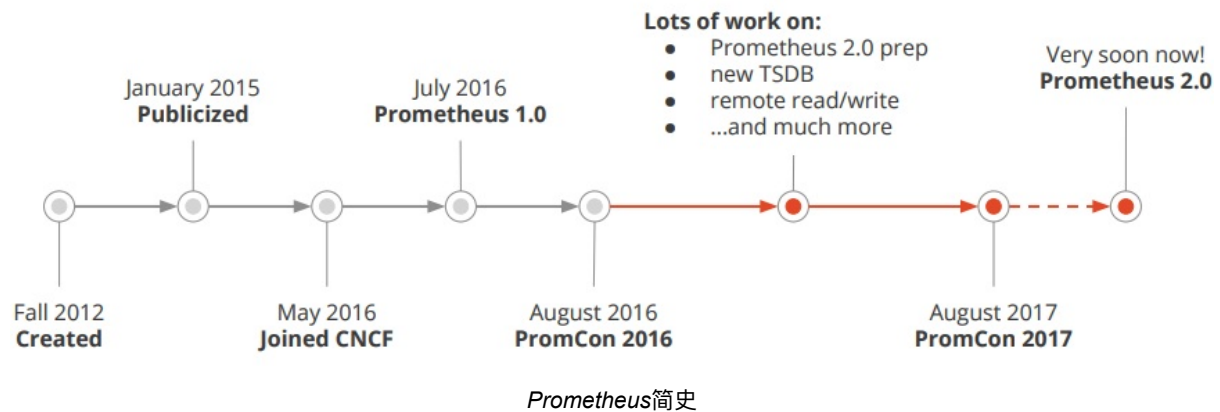 Lots of work on:
● Prometheus 2.0 prep
● new TSDB
● remote read/write
● ...and much more
Very soon now!
Prometheus 2.0
January 2015
Publicized
July 2016
Prometheus 1.0
Fall 2012
Created
May 2016
Joined CNCF
August 2016
PromCon 2016
August 2017
PromCon 2017
Prometheus简史